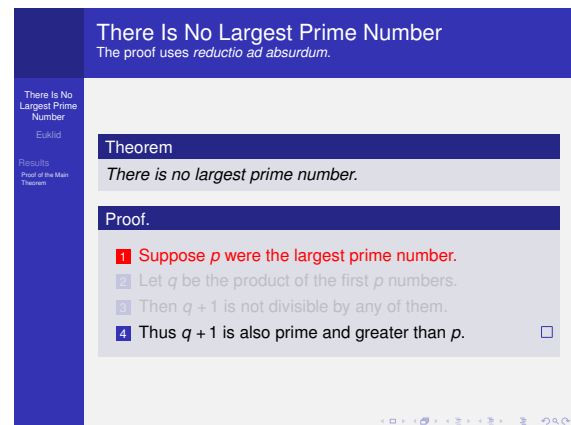 There Is No Largest Prime Number
The proof uses reductio ad absurdum.
There Is No
Largest Prime
Number
Euklid
Results
Proof of the Main
Theorem
Theorem
There is no largest prime number.
Proof.
1 Suppose p were the largest prime number.
2 Let q be the product of the first p numbers.
3 Then q + 1 is not divisible by any of them.
4 Thus q + 1 is also prime and greater than p.